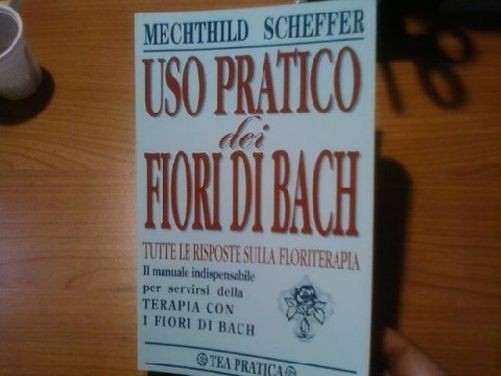 MECHTHILD SCHEFFER
USO PRATICO
dei
FIORI DI BACH
TUTTE LE RISPOSTE SULLA FLORITERAPIA
Il manuale indispensabile
per servirsi della
TERAPIA CON
I FIORI DI BACH
TEA PRATICA